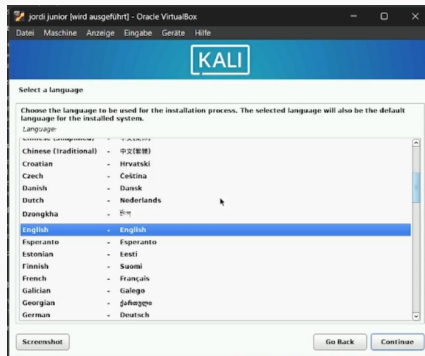 jordi junior [wird ausgeführt] - Oracle VirtualBox
Datei Maschine Anzeige Eingabe Geräte Hilfe
KALI
Select a language
Choose the language to be used for the installation process. The selected language will also be the default
language for the installed system.
Language:
Chinese (Traditional) - 中文(繁體)
Croatian - Hrvatski
Czech - Čeština
Danish - Dansk
Dutch - Nederlands
Dzongkha -
English - English
Esperanto - Esperanto
Estonian - Eesti
Finnish - Suomi
French - Français
Galician - Galego
Georgian - ქართული
German - Deutsch
Screenshot Go Back Continue